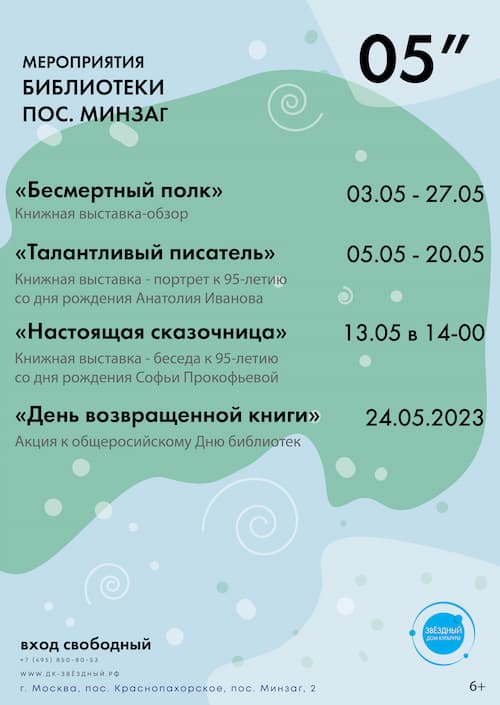 МЕРОПРИЯТИЯ
БИБЛИОТЕКИ
ПОС. МИНЗАГ
05”
«Бесмертный полк»
03.05 - 27.05
Книжная выставка-обзор
«Талантливый писатель»
05.05 - 20.05
Книжная выставка - портрет к 95-летию
со дня рождения Анатолия Иванова
«Настоящая сказочница»
13.05 в 14-00
Книжная выставка - беседа к 95-летию
со дня рождения Софьи Прокофьевой
«День возвращенной книги»
24.05.2023
Акция к общеросийскому Дню библиотек
ЗВЁЗДНЫЙ
ДОМ КУЛЬТУРЫ
вход свободный
+7 (495) 850-80-52
WWW.ДК-ЗВЁЗДНЫЙ.РФ
г. Москва, пос. Краснопахорское, пос. Минзаг, 2
6+